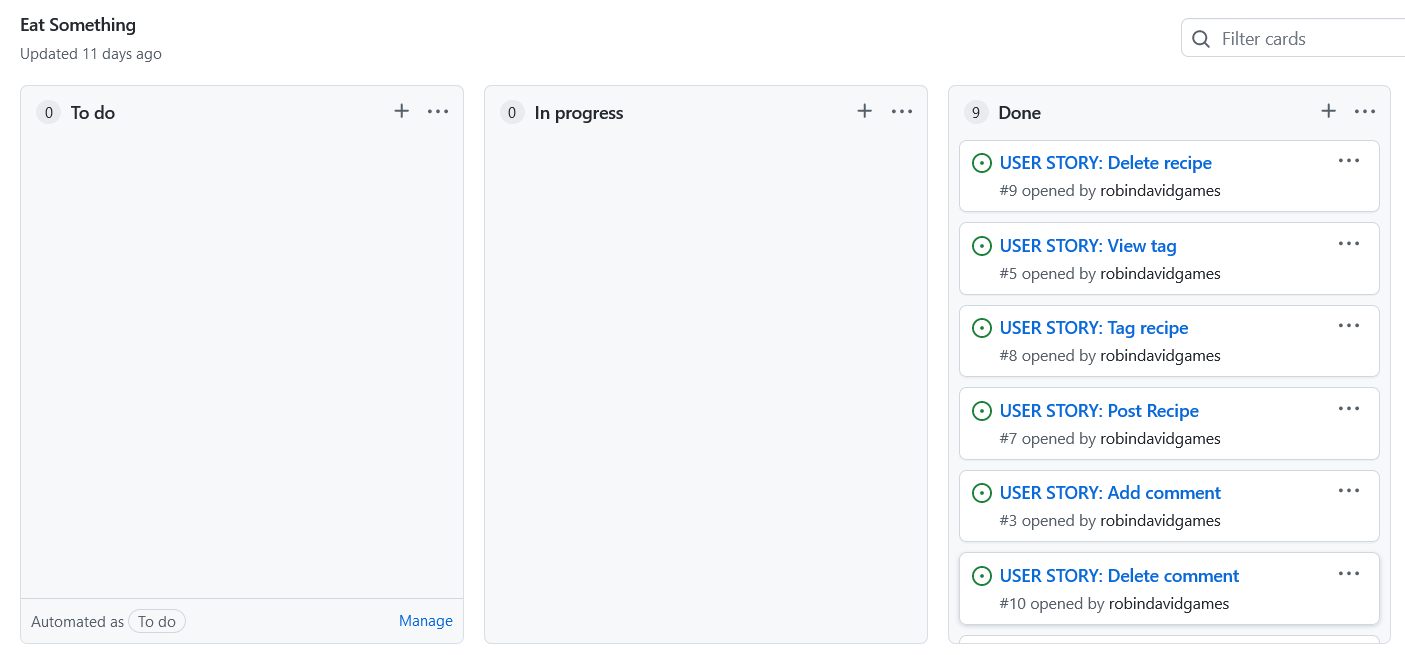 Eat Something
Updated 11 days ago
Filter cards
0 To do
0 In progress
9 Done
USER STORY: Delete recipe
#9 opened by robindavidgames
USER STORY: View tag
#5 opened by robindavidgames
USER STORY: Tag recipe
#8 opened by robindavidgames
USER STORY: Post Recipe
#7 opened by robindavidgames
USER STORY: Add comment
#3 opened by robindavidgames
USER STORY: Delete comment
#10 opened by robindavidgames
Automated as To do Manage